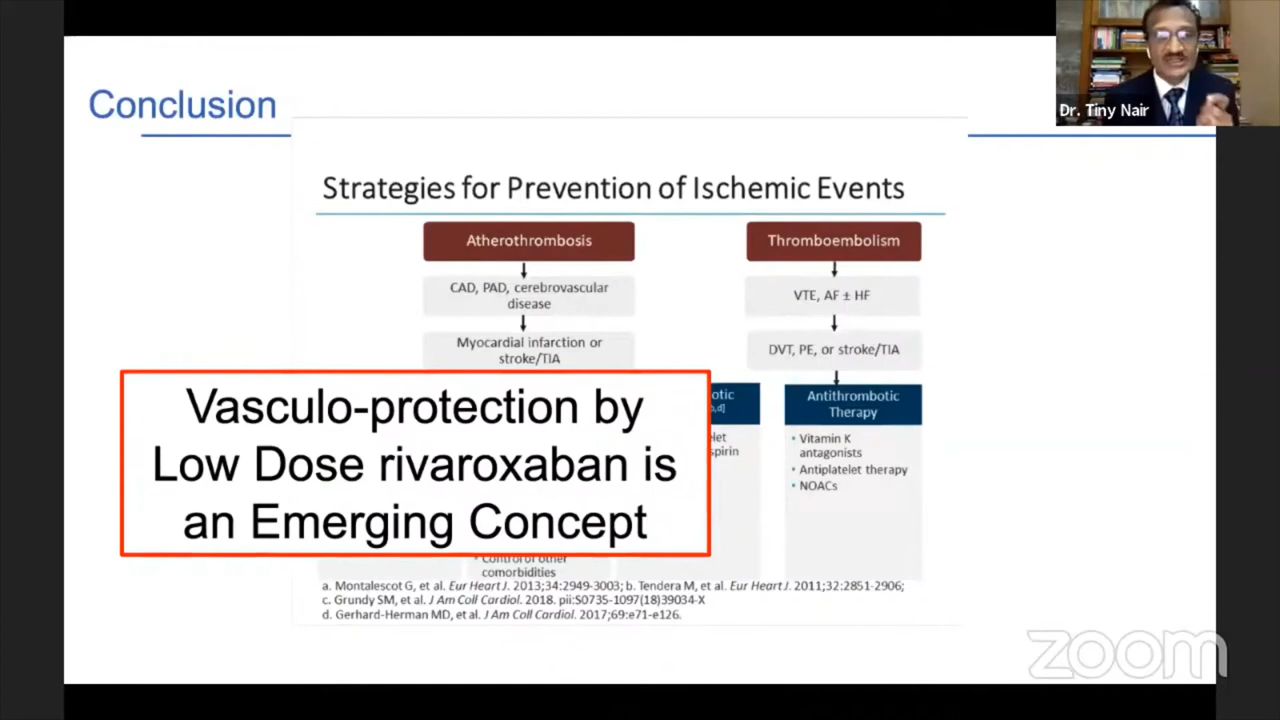 Conclusion
Dr. Tiny Nair
Strategies for Prevention of Ischemic Events
Atherothrombosis
Thromboembolism
CAD, PAD, cerebrovascular
disease
VTE, AF ± HF
Myocardial infarction or
stroke/TIA
DVT, PE, or stroke/TIA
Vasculo-protection by
Low Dose rivaroxaban is
an Emerging Concept
Antithrombotic
Therapy
• Vitamin K
antagonists
• Antiplatelet therapy
• NOACs
• Control of other
comorbidities
a. Montalescot G, et al. Eur Heart J. 2013;34:2949-3003; b. Tendera M, et al. Eur Heart J. 2011;32:2851-2906;
c. Grundy SM, et al. J Am Coll Cardiol. 2018. pii:S0735-1097(18)39034-X
d. Gerhard-Herman MD, et al. J Am Coll Cardiol. 2017;69:e71-e126.
zoom